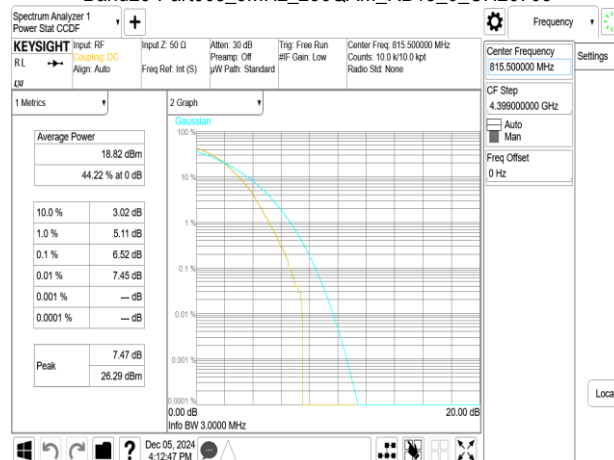 Spectrum Analyzer 1
Power Stat CCDF
Frequency
KEYSIGHT
Input: RF
Input Z: 50 Ω
Atten: 30 dB
Trig: Free Run
Center Freq: 815.500000 MHz
RL
Coupling: DC
Preamp: Off
#IF Gain: Low
Counts: 10.0 k/10.0 kpt
Align: Auto
Freq Ref: Int (S)
µW Path: Standard
Radio Std: None
LXI
Center Frequency
815.500000 MHz
Settings
CF Step
4.399000000 GHz
Auto
Man
Freq Offset
0 Hz
1 Metrics
2 Graph
Average Power
18.82 dBm
44.22 % at 0 dB
10.0 % 3.02 dB
1.0 % 5.11 dB
0.1 % 6.52 dB
0.01 % 7.45 dB
0.001 % --- dB
0.0001 % --- dB
Peak
7.47 dB
26.29 dBm
Gaussian
100 %
10 %
1 %
0.1 %
0.01 %
0.001 %
0.0001 %
0.00 dB
20.00 dB
Info BW 3.0000 MHz
Local
?
Dec 05, 2024
4:12:47 PM